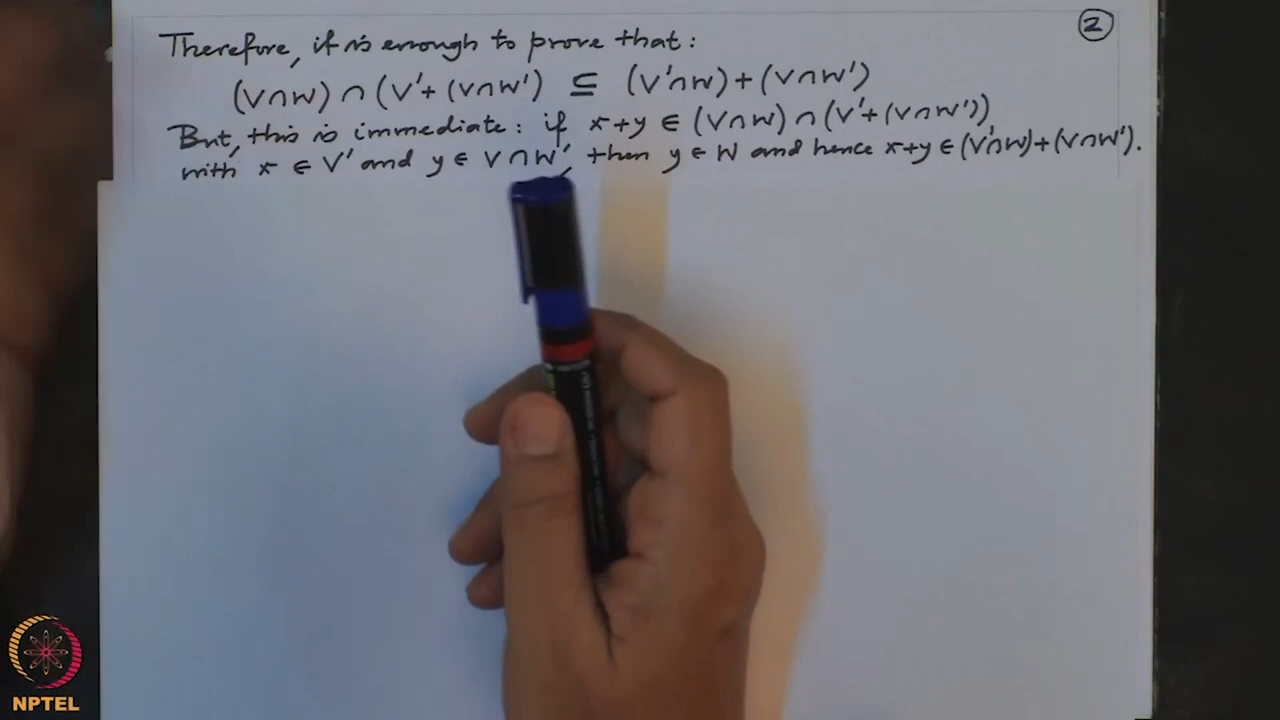 ②
Therefore, it is enough to prove that:
(V∩W) ∩ (V'+(V∩W') ⊆ (V'∩W)+(V∩W')
But, this is immediate: if x+y ∈ (V∩W) ∩ (V'+(V∩W'))
with x ∈ V' and y ∈ V∩W', then y ∈ W and hence x+y ∈ (V'∩W)+(V∩W').
NPTEL